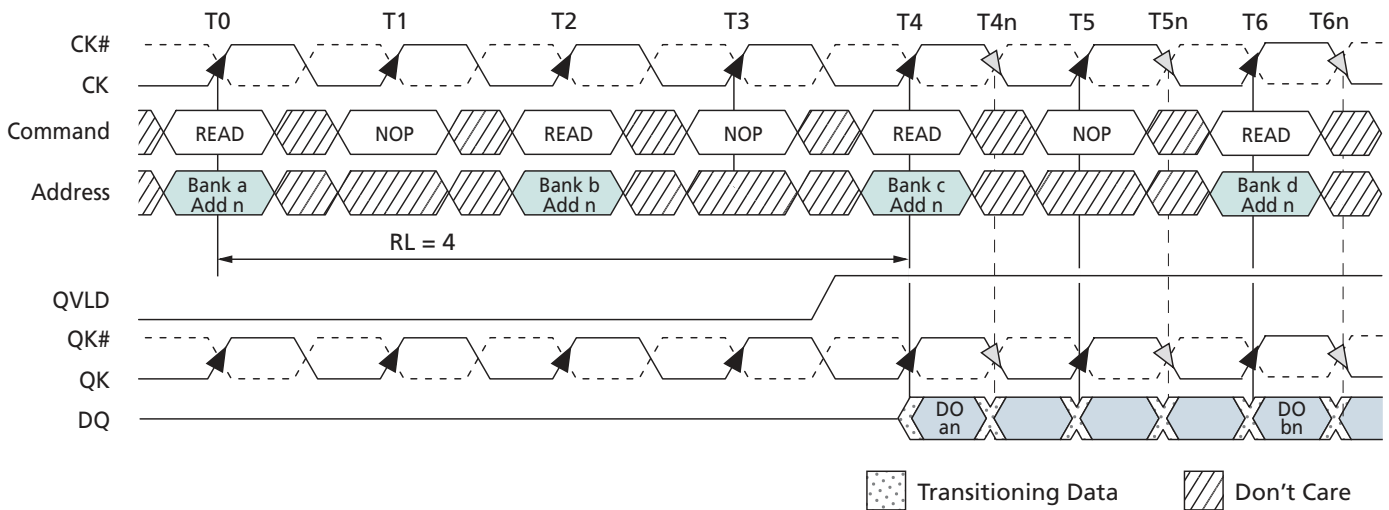 T0 T1 T2 T3 T4 T4n T5 T5n T6 T6n
CK#
CK
Command READ NOP READ NOP READ NOP READ
Address Bank a Add n Bank b Add n Bank c Add n Bank d Add n
RL = 4
QVLD
QK#
QK
DQ DO an DO bn
Transitioning Data Don't Care